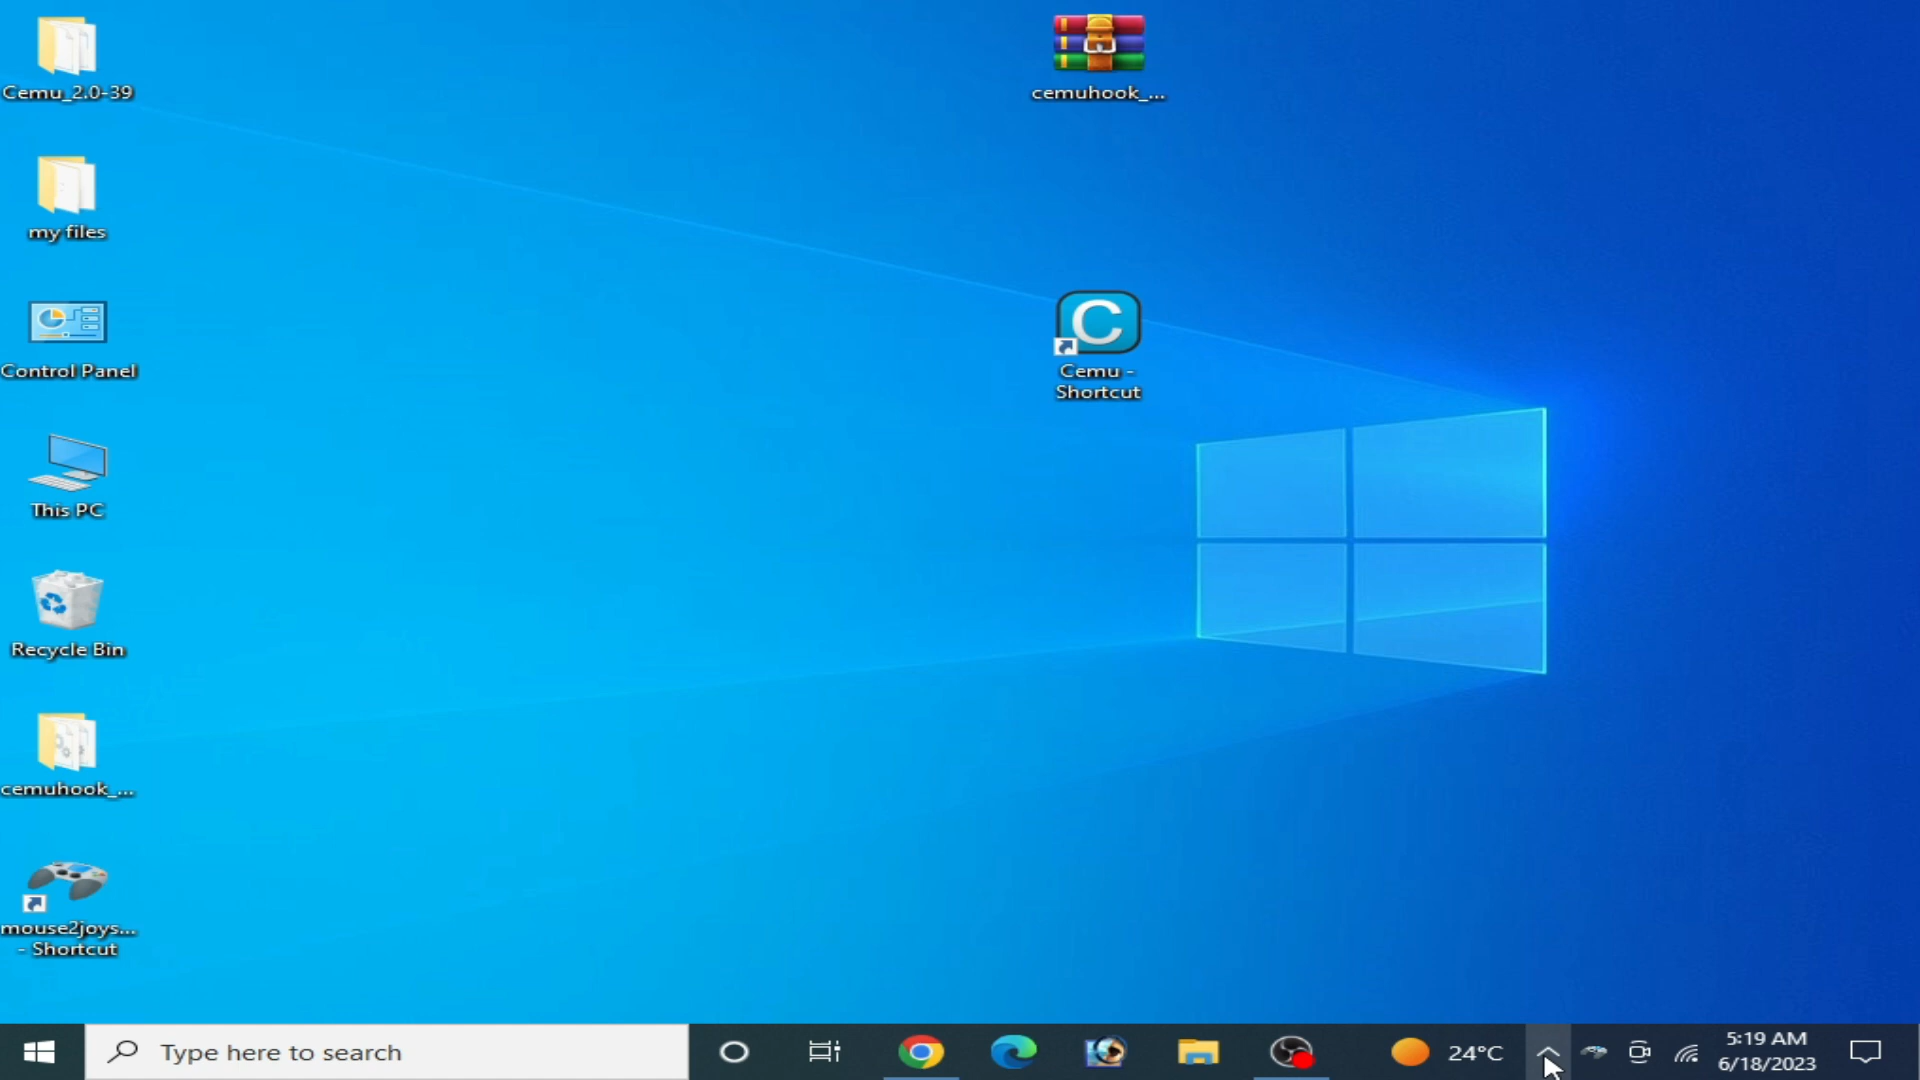 Cemu_2.0-39
my files
Control Panel
This PC
Recycle Bin
cemuhook_...
mouse2joys...
- Shortcut
cemuhook_...
C
Cemu -
Shortcut
Type here to search
24°C
5:19 AM
6/18/2023